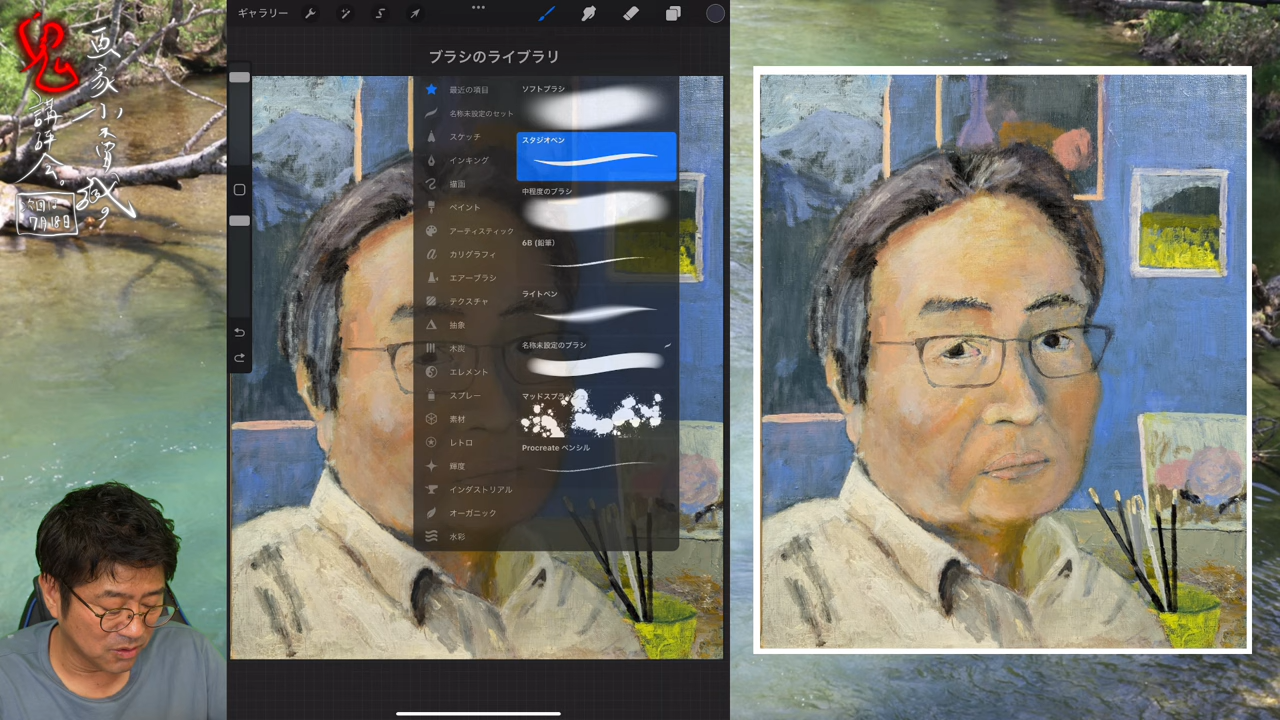 鬼
講評会。
画家小
次回は
7月18日
ギャラリー
ブラシのライブラリ
最近の項目
名称未設定のセット
スケッチ
インキング
描画
ペイント
アーティスティック
カリグラフィ
エアーブラシ
テクスチャ
抽象
木炭
エレメント
スプレー
素材
レトロ
輝度
インダストリアル
オーガニック
水彩
ソフトブラシ
スタジオペン
中程度のブラシ
6B (鉛筆)
ライトペン
名称未設定のブラシ
マッドスプラ
Procreate ペンシル